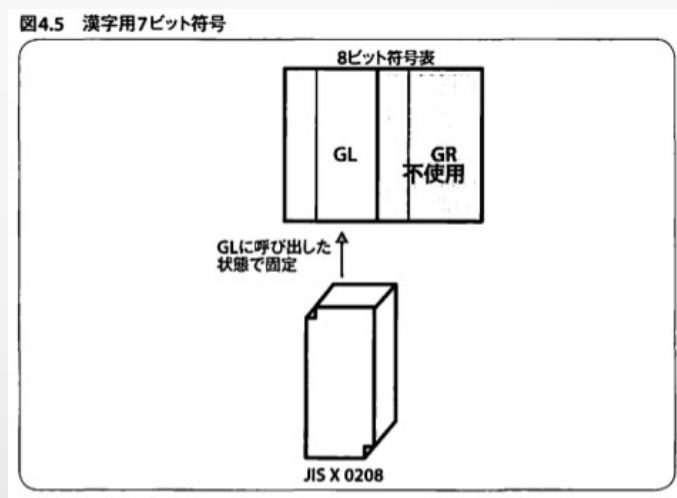 図4.5 漢字用7ビット符号
8ビット符号表
GL
GR
不使用
GLに呼び出した
状態で固定
JIS X 0208